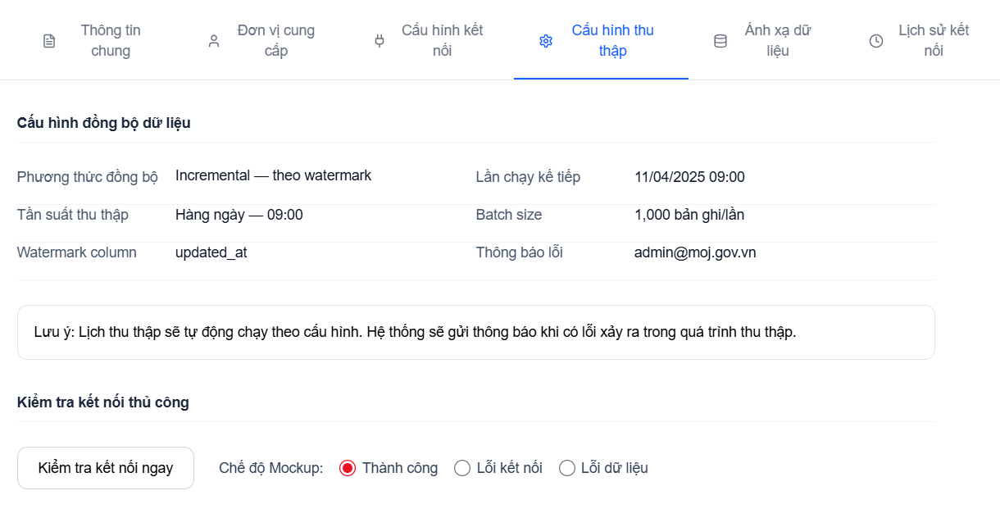 Thông tin
chung
Đơn vị cung
cấp
Cấu hình kết
nối
Cấu hình thu
thập
Ánh xạ dữ
liệu
Lịch sử kết
nối
Cấu hình đồng bộ dữ liệu
Phương thức đồng bộ Incremental — theo watermark Lần chạy kế tiếp 11/04/2025 09:00
Tần suất thu thập Hàng ngày — 09:00 Batch size 1,000 bản ghi/lần
Watermark column updated_at Thông báo lỗi admin@moj.gov.vn
Lưu ý: Lịch thu thập sẽ tự động chạy theo cấu hình. Hệ thống sẽ gửi thông báo khi có lỗi xảy ra trong quá trình thu thập.
Kiểm tra kết nối thủ công
Kiểm tra kết nối ngay Chế độ Mockup: Thành công Lỗi kết nối Lỗi dữ liệu